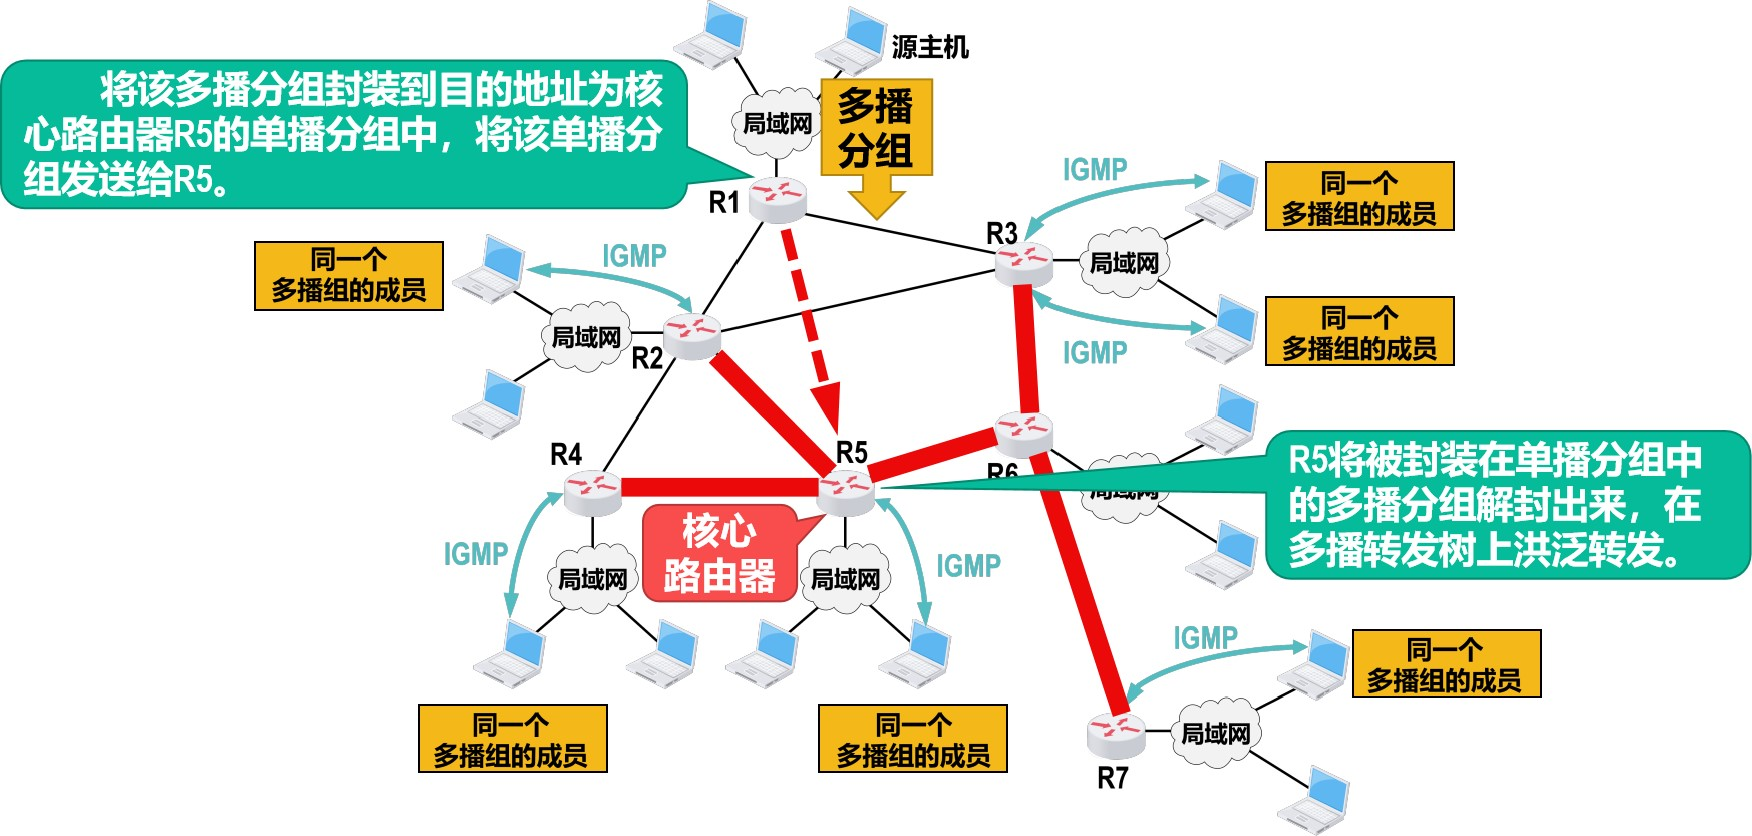 源主机
将该多播分组封装到目的地址为核
心路由器R5的单播分组中，将该单播分
组发送给R5。
多播
分组
局域网
R1
IGMP
同一个
多播组的成员
R3
局域网
同一个
多播组的成员
IGMP
同一个
多播组的成员
IGMP
局域网
R2
R4
R5
R6
局域网
R5将被封装在单播分组中
的多播分组解封出来，在
多播转发树上洪泛转发。
核心
路由器
IGMP
局域网
局域网
IGMP
同一个
多播组的成员
同一个
多播组的成员
IGMP
同一个
多播组的成员
局域网
R7